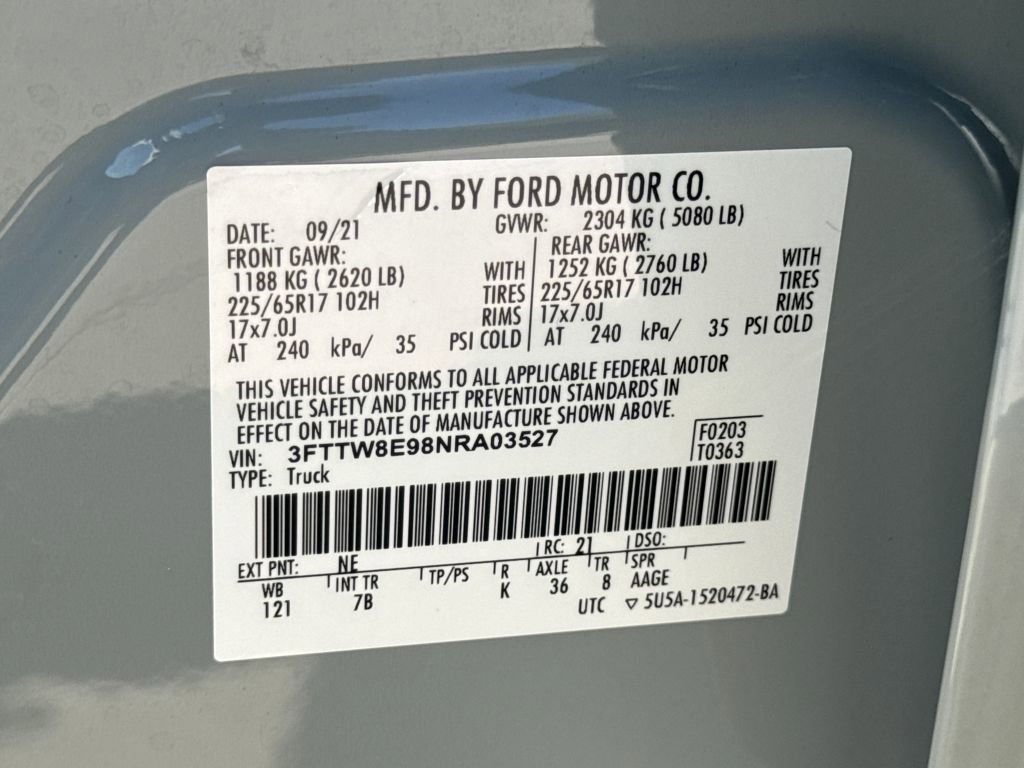 MFD. BY FORD MOTOR CO.
DATE: 09/21 GVWR: 2304 KG ( 5080 LB)
FRONT GAWR: REAR GAWR:
1188 KG ( 2620 LB) WITH 1252 KG ( 2760 LB) WITH
225/65R17 102H TIRES 225/65R17 102H TIRES
17x7.0J RIMS 17x7.0J RIMS
AT 240 kPa/ 35 PSI COLD AT 240 kPa/ 35 PSI COLD
THIS VEHICLE CONFORMS TO ALL APPLICABLE FEDERAL MOTOR
VEHICLE SAFETY AND THEFT PREVENTION STANDARDS IN
EFFECT ON THE DATE OF MANUFACTURE SHOWN ABOVE.
VIN: 3FTTW8E98NRA03527 F0203
TYPE: Truck T0363
EXT PNT: NE RC: 21 DSO:
WB INT TR TP/PS R AXLE TR SPR
121 7B K 36 8 AAGE
UTC ▽ 5U5A-1520472-BA